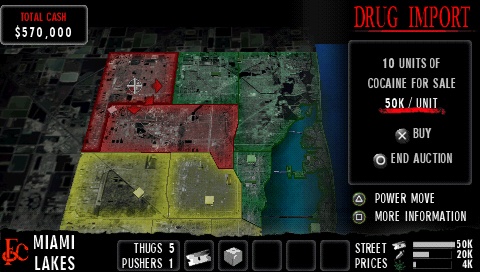 TOTAL CASH
$570,000
DRUG IMPORT
10 UNITS OF
COCAINE FOR SALE
50K / UNIT
BUY
END AUCTION
POWER MOVE
MORE INFORMATION
MIAMI
LAKES
THUGS 5
PUSHERS 1
STREET
PRICES
50K
20K
4K